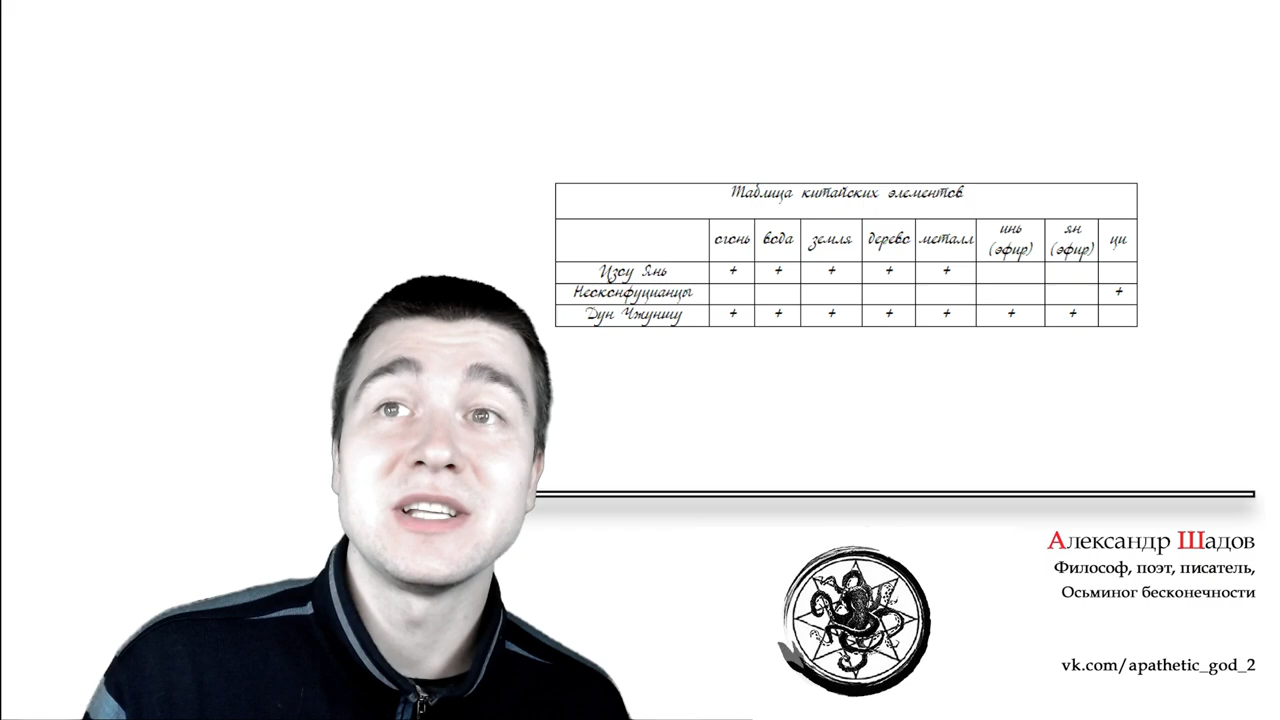 Таблица китайских элементов
огонь вода земля дерево металл инь (эфир) ян (эфир) ци
Цзоу Янь + + + + +
Неоконфуцианцы +
Дун Чжуншу + + + + + + +
Александр Шадов
Философ, поэт, писатель,
Осьминог бесконечности
vk.com/apathetic_god_2